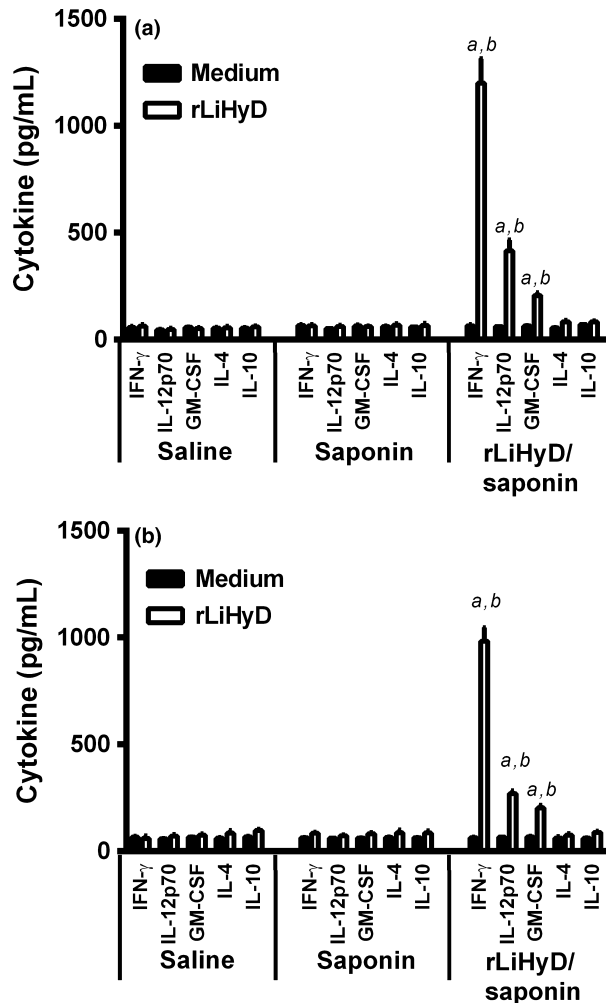 (a)
Cytokine (pg/mL)
1500
1000
500
0
Medium
rLiHyD
a,b
a,b
a,b
IFN-γ
IL-12p70
GM-CSF
IL-4
IL-10
IFN-γ
IL-12p70
GM-CSF
IL-4
IL-10
IFN-γ
IL-12p70
GM-CSF
IL-4
IL-10
Saline
Saponin
rLiHyD/
saponin
(b)
Cytokine (pg/mL)
1500
1000
500
0
Medium
rLiHyD
a,b
a,b
a,b
IFN-γ
IL-12p70
GM-CSF
IL-4
IL-10
IFN-γ
IL-12p70
GM-CSF
IL-4
IL-10
IFN-γ
IL-12p70
GM-CSF
IL-4
IL-10
Saline
Saponin
rLiHyD/
saponin